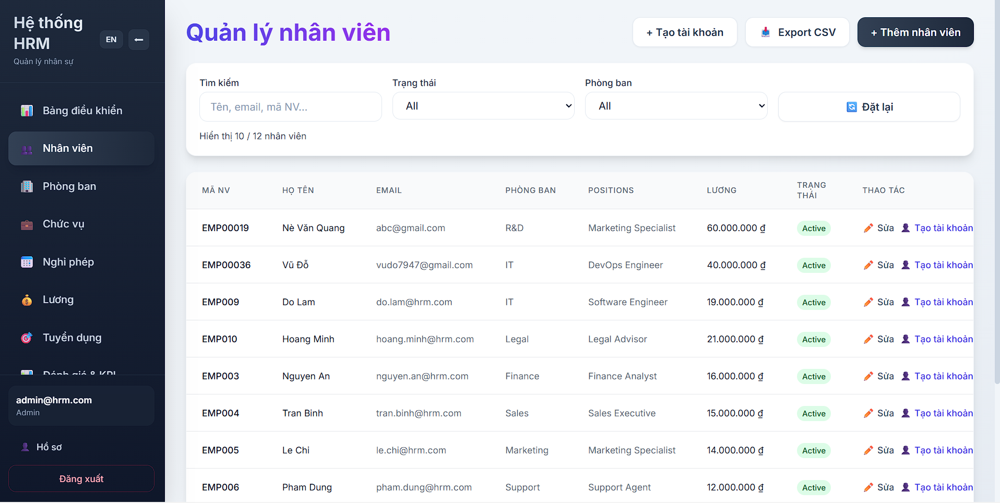 Hệ thống
HRM
Quản lý nhân sự
EN
←
Bảng điều khiển
Nhân viên
Phòng ban
Chức vụ
Nghỉ phép
Lương
Tuyển dụng
Đánh giá & KPI
admin@hrm.com
Admin
Hồ sơ
Đăng xuất
Quản lý nhân viên
+ Tạo tài khoản
Export CSV
+ Thêm nhân viên
Tìm kiếm
Tên, email, mã NV...
Trạng thái
All
Phòng ban
All
Đặt lại
Hiển thị 10 / 12 nhân viên
MÃ NV HỌ TÊN EMAIL PHÒNG BAN POSITIONS LƯƠNG TRẠNG THÁI THAO TÁC
EMP00019 Nè Văn Quang abc@gmail.com R&D Marketing Specialist 60.000.000 ₫ Active Sửa Tạo tài khoản
EMP00036 Vũ Đỗ vudo7947@gmail.com IT DevOps Engineer 40.000.000 ₫ Active Sửa Tạo tài khoản
EMP009 Do Lam do.lam@hrm.com IT Software Engineer 19.000.000 ₫ Active Sửa Tạo tài khoản
EMP010 Hoang Minh hoang.minh@hrm.com Legal Legal Advisor 21.000.000 ₫ Active Sửa Tạo tài khoản
EMP003 Nguyen An nguyen.an@hrm.com Finance Finance Analyst 16.000.000 ₫ Active Sửa Tạo tài khoản
EMP004 Tran Binh tran.binh@hrm.com Sales Sales Executive 15.000.000 ₫ Active Sửa Tạo tài khoản
EMP005 Le Chi le.chi@hrm.com Marketing Marketing Specialist 14.000.000 ₫ Active Sửa Tạo tài khoản
EMP006 Pham Dung pham.dung@hrm.com Support Support Agent 12.000.000 ₫ Active Sửa Tạo tài khoản